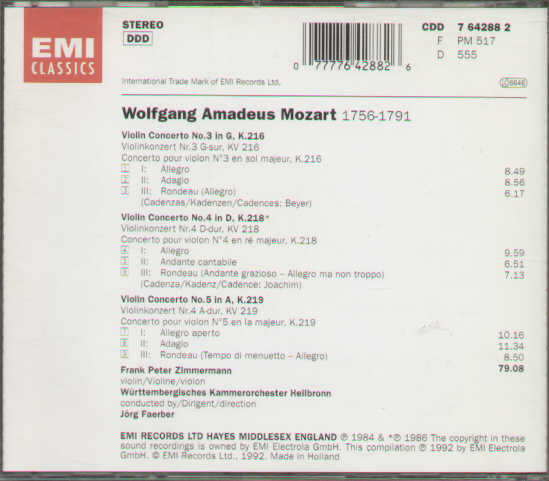 EMI
CLASSICS
STEREO
DDD
CDD 7 64288 2
F PM 517
D 555
0 77776 42882 6
International Trade Mark of EMI Records Ltd.
6646
Wolfgang Amadeus Mozart 1756-1791
Violin Concerto No.3 in G, K.216
Violinkonzert Nr.3 G-sur, KV 216
Concerto pour violon N°3 en sol majeur, K.216
1 I: Allegro 8.49
2 II: Adagio 8.56
3 III: Rondeau (Allegro) 6.17
(Cadenzas/Kadenzen/Cadences: Beyer)
Violin Concerto No.4 in D, K.218*
Violinkonzert Nr.4 D-dur, KV 218
Concerto pour violon N°4 en ré majeur, K.218
4 I: Allegro 9.59
5 II: Andante cantabile 6.51
6 III: Rondeau (Andante grazioso – Allegro ma non troppo) 7.13
(Cadenza/Kadenz/Cadence: Joachim)
Violin Concerto No.5 in A, K.219
Violinkonzert Nr.4 A-dur, KV 219
Concerto pour violon N°5 en la majeur, K.219
7 I: Allegro aperto 10.16
8 II: Adagio 11.34
9 III: Rondeau (Tempo di menuetto – Allegro) 8.50
Frank Peter Zimmermann 79.08
violin/Violine/violon
Württembergisches Kammerorchester Heilbronn
conducted by/Dirigent/direction
Jörg Faerber
EMI RECORDS LTD HAYES MIDDLESEX ENGLAND ℗ 1984 & *℗ 1986 The copyright in these
sound recordings is owned by EMI Electrola GmbH. This compilation ℗ 1992 by EMI Electrola
GmbH. © EMI Records Ltd., 1992. Made in Holland